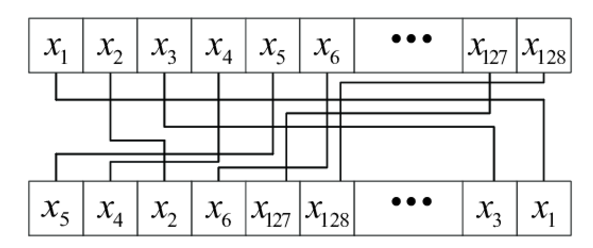 x₁ x₂ x₃ x₄ x₅ x₆ ••• x₁₂₇ x₁₂₈
x₅ x₄ x₂ x₆ x₁₂₇ x₁₂₈ ••• x₃ x₁